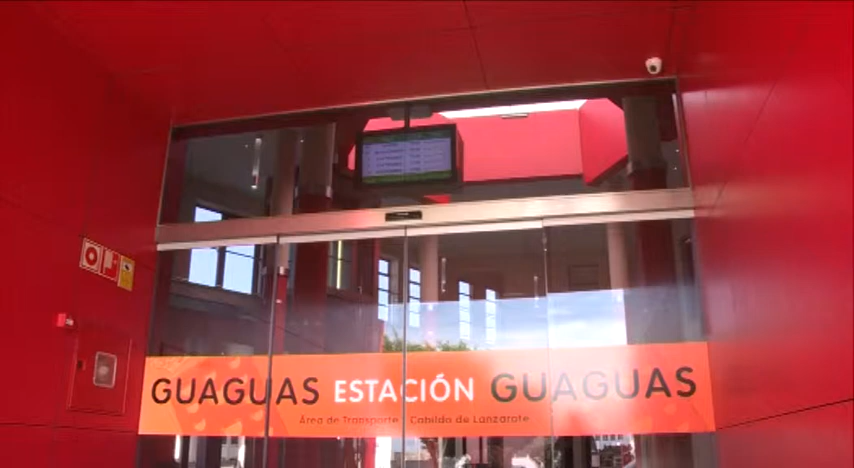 GUAGUAS ESTACIÓN GUAGUAS
Área de Transporte Cabildo de Lanzarote